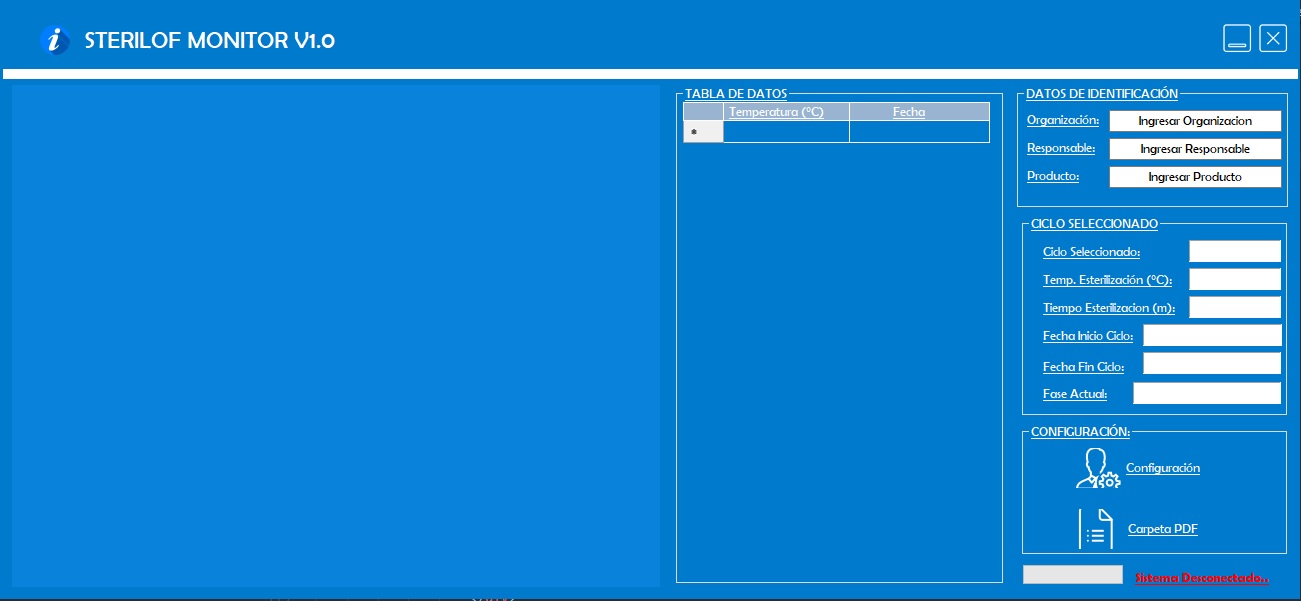 STERILOF MONITOR V1.0
TABLA DE DATOS
Temperatura (ºC) Fecha
*
DATOS DE IDENTIFICACIÓN
Organización: Ingresar Organizacion
Responsable: Ingresar Responsable
Producto: Ingresar Producto
CICLO SELECCIONADO
Ciclo Seleccionado:
Temp. Esterilización (ºC):
Tiempo Esterilizacion (m):
Fecha Inicio Ciclo:
Fecha Fin Ciclo:
Fase Actual:
CONFIGURACIÓN:
Configuración
Carpeta PDF
Sistema Desconectado..